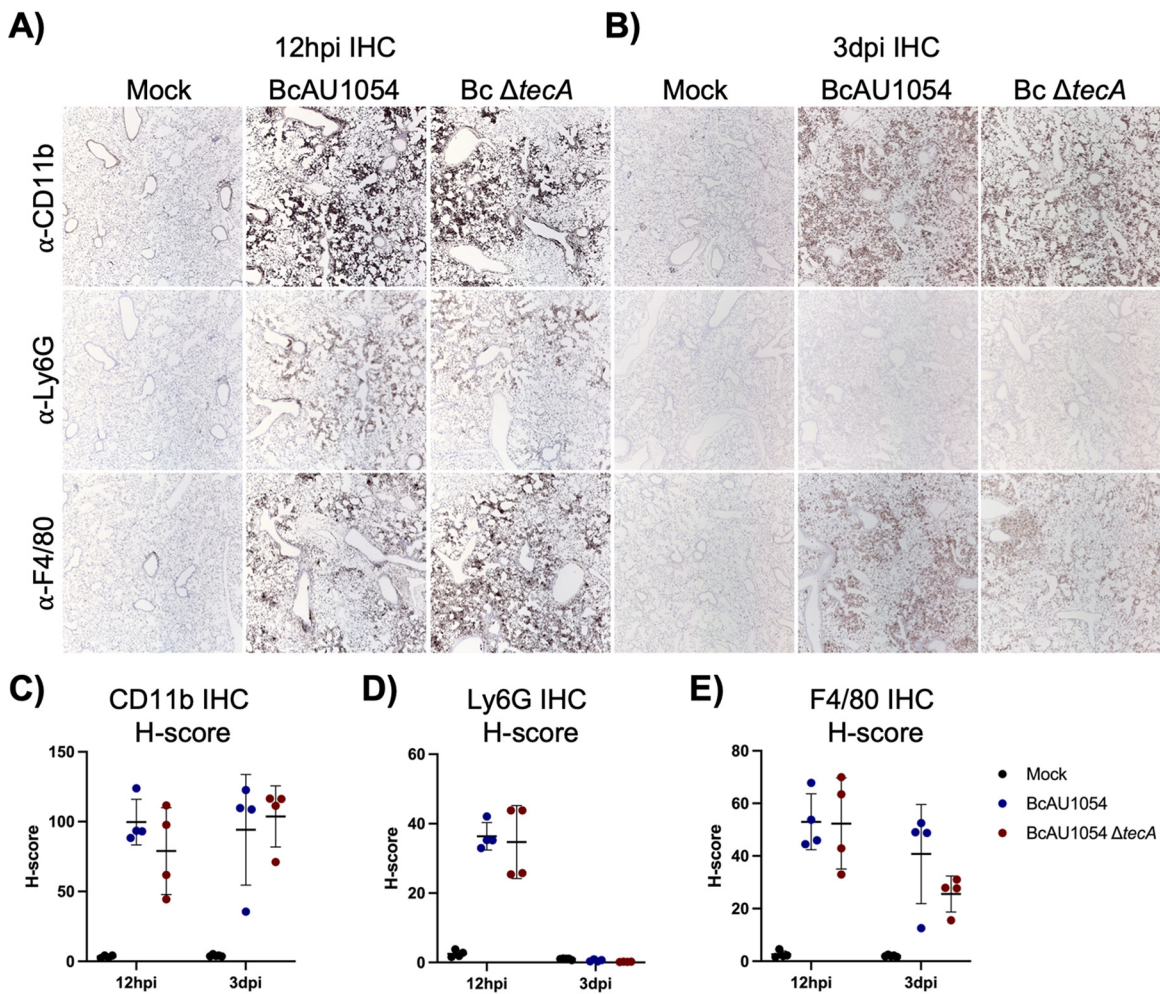 A)
12hpi IHC
Mock BcAU1054 Bc ΔtecA
B)
3dpi IHC
Mock BcAU1054 Bc ΔtecA
α-CD11b
α-Ly6G
α-F4/80
C)
CD11b IHC
H-score
H-score
150
100
50
0
12hpi 3dpi
D)
Ly6G IHC
H-score
H-score
60
40
20
0
12hpi 3dpi
E)
F4/80 IHC
H-score
H-score
80
60
40
20
0
12hpi 3dpi
Mock
BcAU1054
BcAU1054 ΔtecA